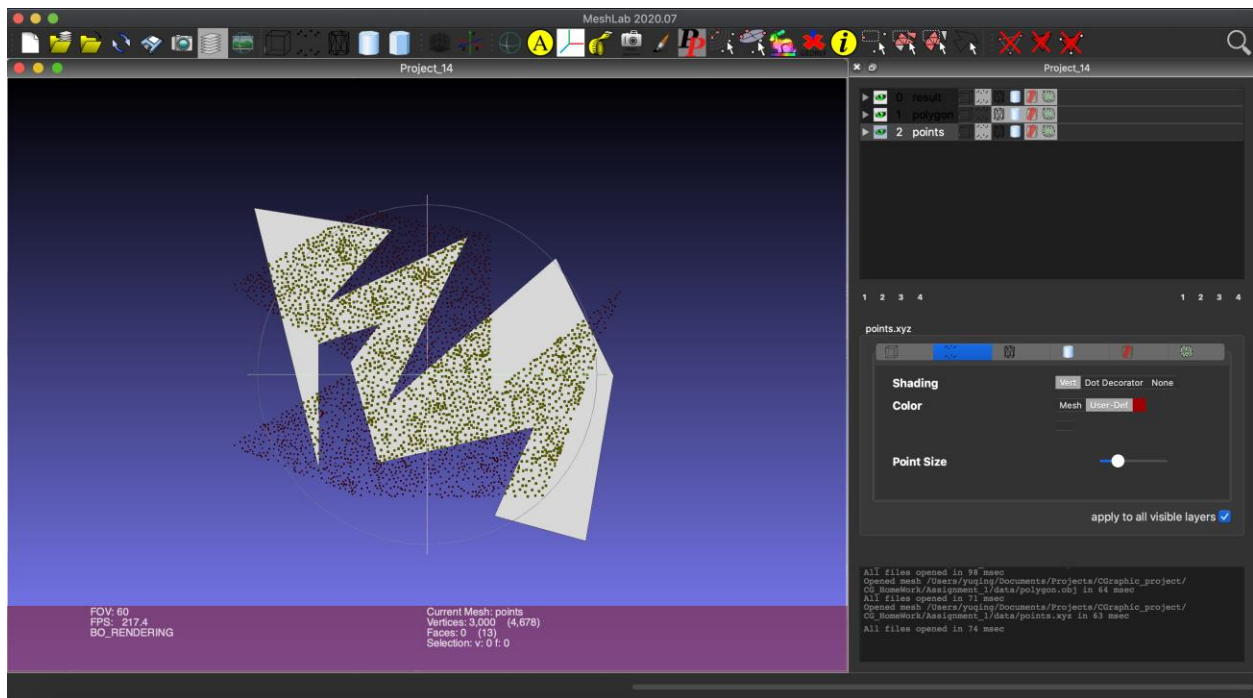 MeshLab 2020.07
A
PP
i
Project_14
Project_14
0 result
1 polygon
2 points
1 2 3 4
1 2 3 4
points.xyz
Shading
Vert Dot Decorator None
Color
Mesh User-Def
Point Size
apply to all visible layers
FOV: 60
FPS: 217.4
BO_RENDERING
Current Mesh: points
Vertices: 3,000 (4,678)
Faces: 0 (13)
Selection: v: 0 f: 0
All files opened in 98 msec
Opened mesh /Users/yuqing/Documents/Projects/CGraphic_project/
CG_HomeWork/Assignment_1/data/polygon.obj in 64 msec
All files opened in 71 msec
Opened mesh /Users/yuqing/Documents/Projects/CGraphic_project/
CG_HomeWork/Assignment_1/data/points.xyz in 63 msec
All files opened in 74 msec